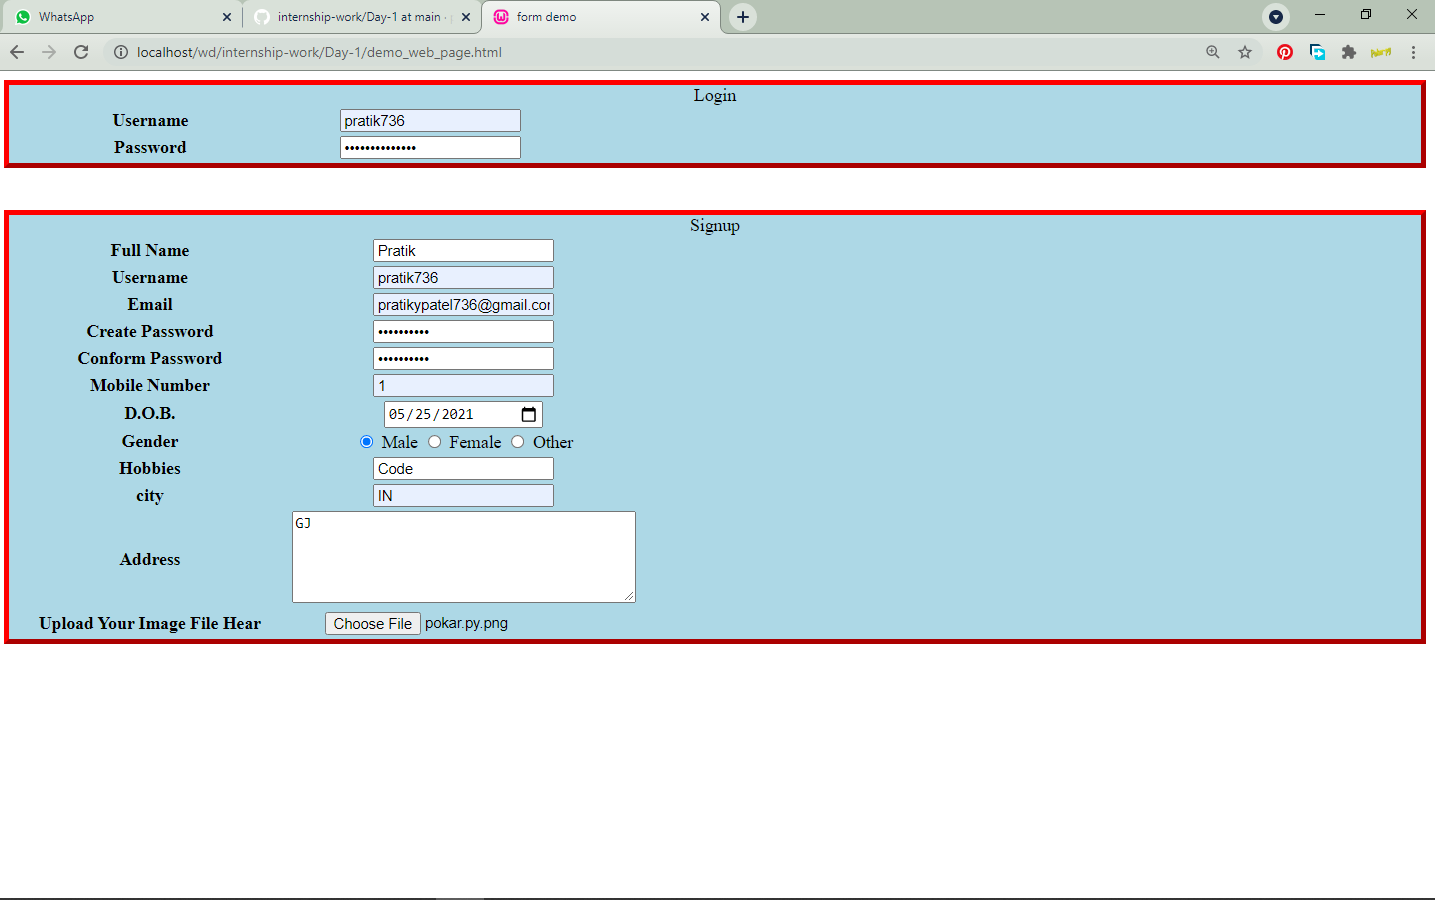 WhatsApp
internship-work/Day-1 at main ·
form demo
localhost/wd/internship-work/Day-1/demo_web_page.html
Login
Username pratik736
Password ••••••••••••••
Signup
Full Name Pratik
Username pratik736
Email pratikypatel736@gmail.com
Create Password ••••••••••
Conform Password ••••••••••
Mobile Number 1
D.O.B. 05/25/2021
Gender Male Female Other
Hobbies Code
city IN
Address GJ
Upload Your Image File Hear Choose File pokar.py.png